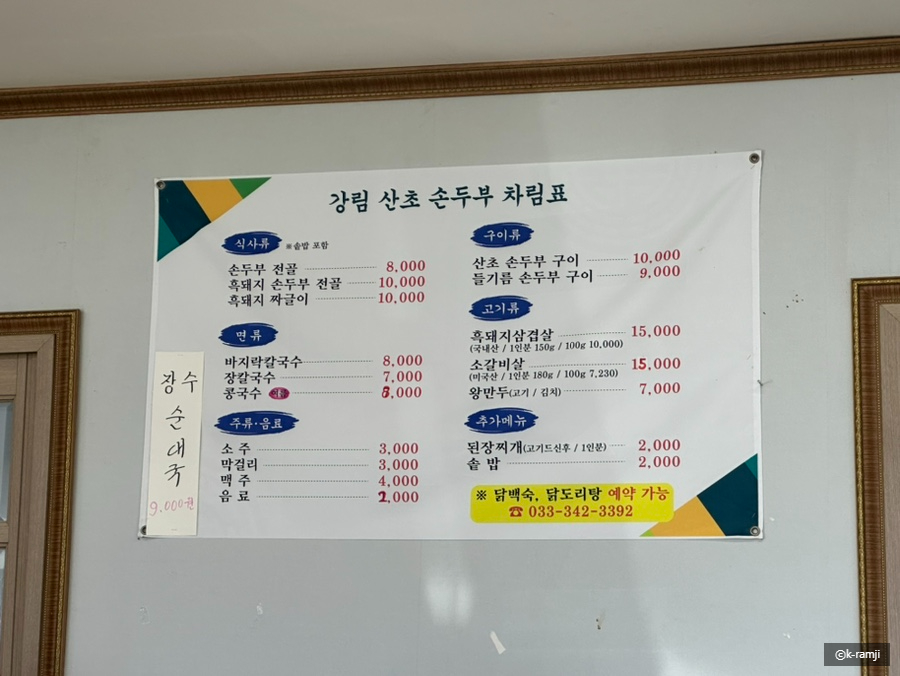 강림 산초 손두부 차림표
식사류 ※솥밥 포함
손두부 전골 8,000
흑돼지 손두부 전골 10,000
흑돼지 짜글이 10,000
면류
바지락칼국수 8,000
장칼국수 7,000
콩국수 8,000
주류·음료
소 주 3,000
막걸리 3,000
맥 주 4,000
음 료 2,000
구이류
산초 손두부 구이 10,000
들기름 손두부 구이 9,000
고기류
흑돼지삼겹살 15,000
(국내산 / 1인분 150g / 100g 10,000)
소갈비살 15,000
(미국산 / 1인분 180g / 100g 7,230)
왕만두(고기 / 김치) 7,000
추가메뉴
된장찌개(고기드신후 / 1인분) 2,000
솥 밥 2,000
※ 닭백숙, 닭도리탕 예약 가능
☎ 033-342-3392
장수
순
대
국
9.000원
©k-ramji